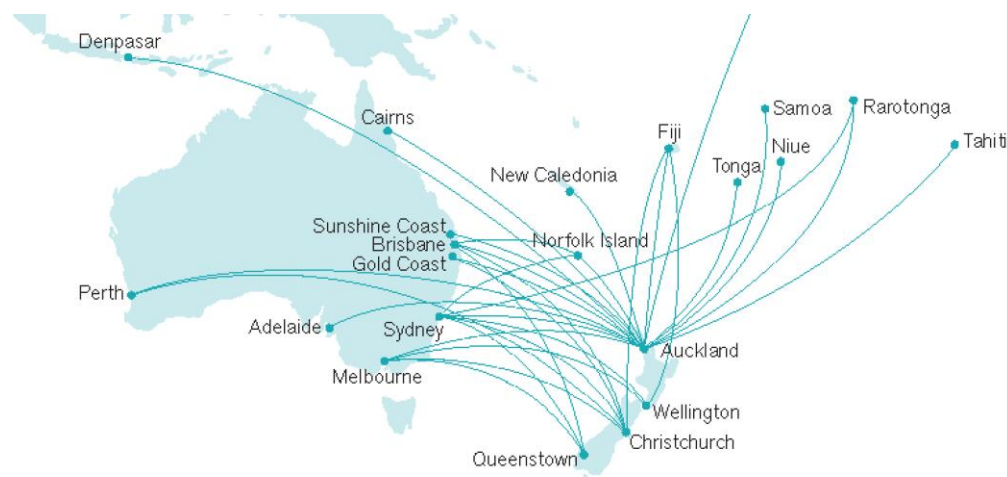 Denpasar
Cairns
Samoa
Rarotonga
Fiji
Niue
Tahiti
Tonga
New Caledonia
Sunshine Coast
Brisbane
Norfolk Island
Gold Coast
Perth
Adelaide
Sydney
Auckland
Melbourne
Wellington
Christchurch
Queenstown